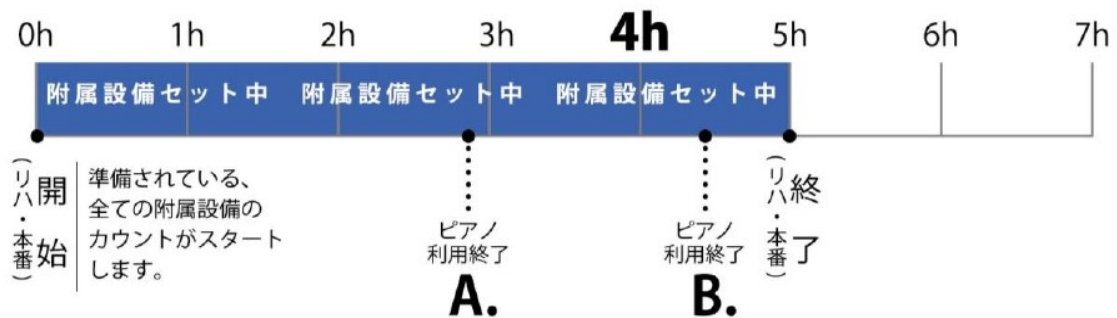 0h 1h 2h 3h 4h 5h 6h 7h
附属設備セット中 附属設備セット中 附属設備セット中
開始
(リハ・本番)
準備されている、
全ての附属設備の
カウントがスタート
します。
ピアノ
利用終了
A.
ピアノ
利用終了
B.
終了
(リハ・本番)